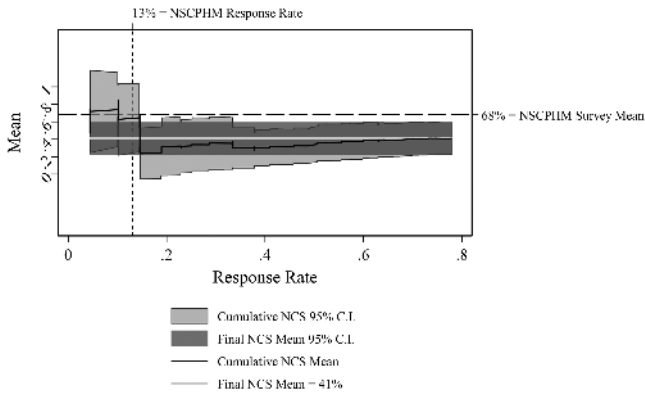 13% = NSCPHM Response Rate
68% = NSCPHM Survey Mean
Mean
0 .2 .4 .6 .8
Response Rate
Cumulative NCS 95% C.I.
Final NCS Mean 95% C.I.
Cumulative NCS Mean
Final NCS Mean = 41%